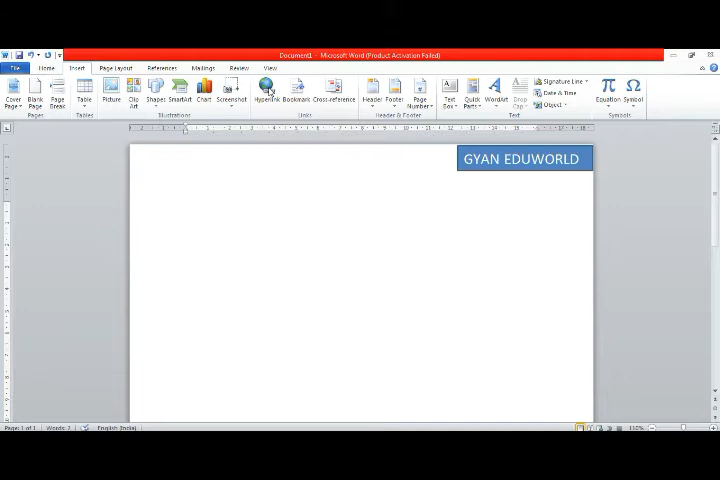 Document1 - Microsoft Word (Product Activation Failed)
File Home Insert Page Layout References Mailings Review View
Cover Page Blank Page Page Break Table Picture Clip Art Shapes SmartArt Chart Screenshot Hyperlink Bookmark Cross-reference Header Footer Page Number Text Box Quick Parts WordArt Drop Cap Signature Line Date & Time Object Equation Symbol
Pages Tables Illustrations Links Header & Footer Text Symbols
GYAN EDUWORLD
Page: 1 of 1 Words: 7 English (India) 110%